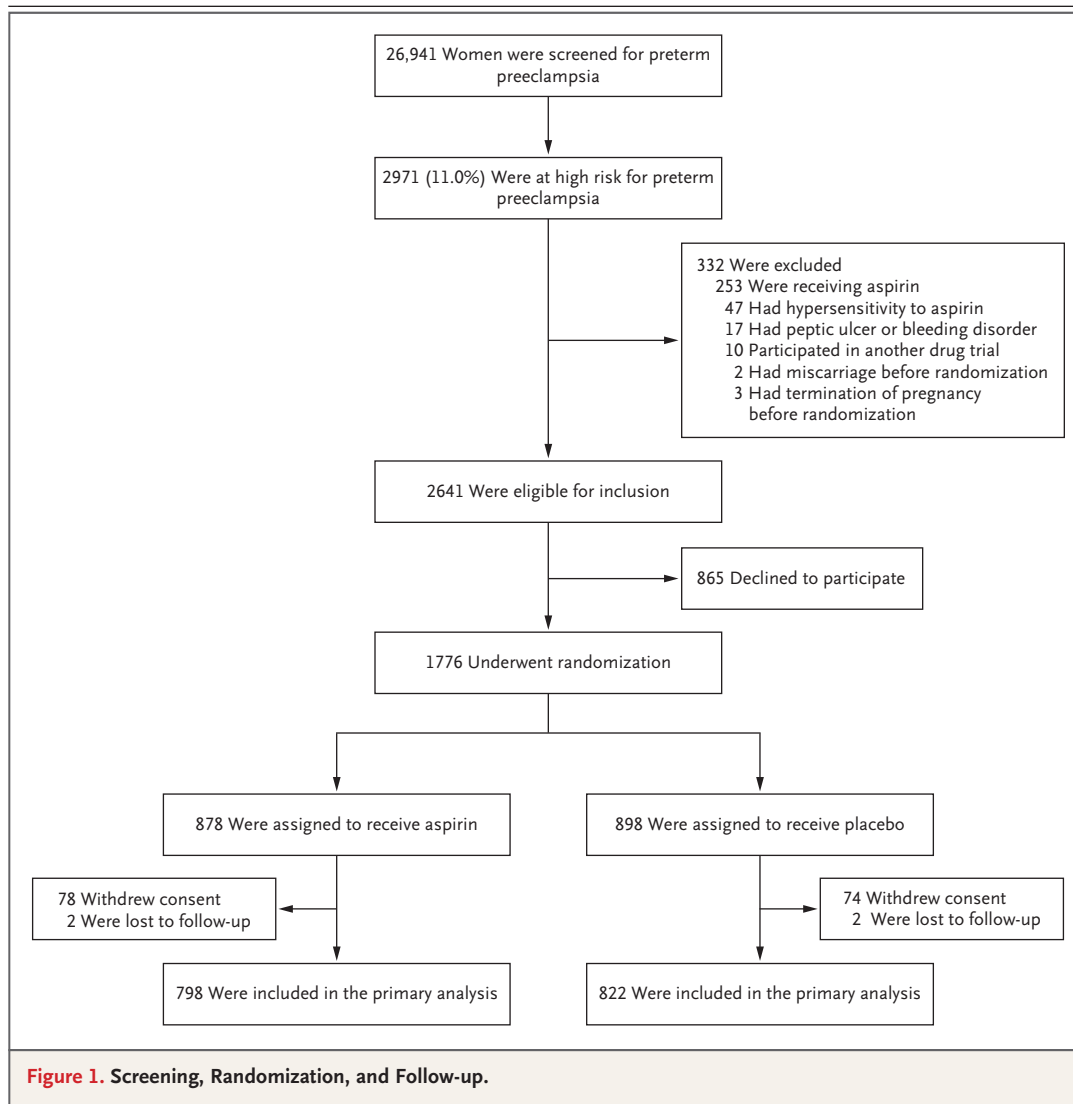 26,941 Women were screened for preterm
preeclampsia
2971 (11.0%) Were at high risk for preterm
preeclampsia
332 Were excluded
253 Were receiving aspirin
47 Had hypersensitivity to aspirin
17 Had peptic ulcer or bleeding disorder
10 Participated in another drug trial
2 Had miscarriage before randomization
3 Had termination of pregnancy
before randomization
2641 Were eligible for inclusion
865 Declined to participate
1776 Underwent randomization
878 Were assigned to receive aspirin
898 Were assigned to receive placebo
78 Withdrew consent
2 Were lost to follow-up
74 Withdrew consent
2 Were lost to follow-up
798 Were included in the primary analysis
822 Were included in the primary analysis
Figure 1. Screening, Randomization, and Follow-up.